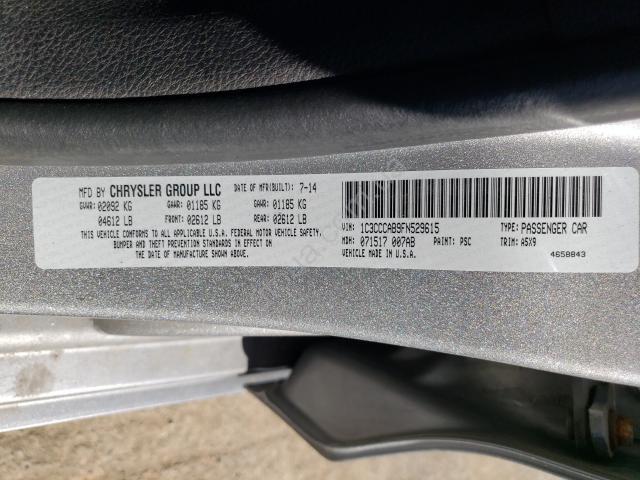 MFD BY CHRYSLER GROUP LLC DATE OF MFR(BUILT): 7-14
GVWR: 02092 KG GAWR: 01185 KG GAWR: 01185 KG
04612 LB FRONT: 02612 LB REAR: 02612 LB
THIS VEHICLE CONFORMS TO ALL APPLICABLE U.S.A. FEDERAL MOTOR VEHICLE SAFETY,
BUMPER AND THEFT PREVENTION STANDARDS IN EFFECT ON
THE DATE OF MANUFACTURE SHOWN ABOVE.
VIN: 1C3CCCAB9FN529615 TYPE: PASSENGER CAR
MDH: 071517 007AB PAINT: PSC TRIM: A5X9
VEHICLE MADE IN U.S.A. 4658843